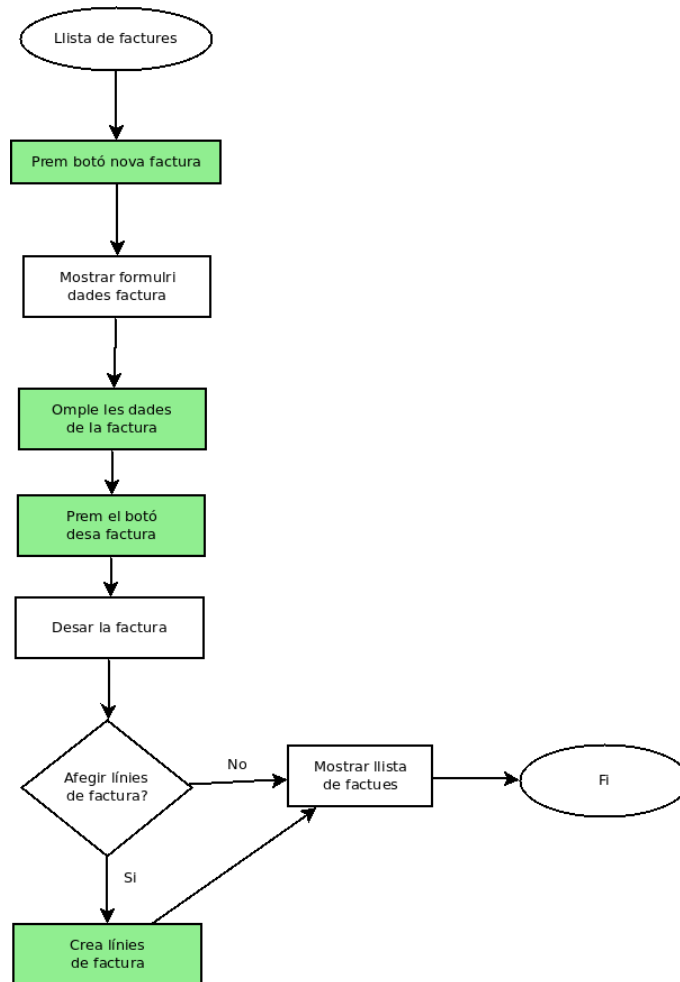 Llista de factures
Prem botó nova factura
Mostrar formulri
dades factura
Omple les dades
de la factura
Prem el botó
desa factura
Desar la factura
Afegir línies
de factura?
No
Mostrar llista
de factues
Fi
Si
Crea línies
de factura